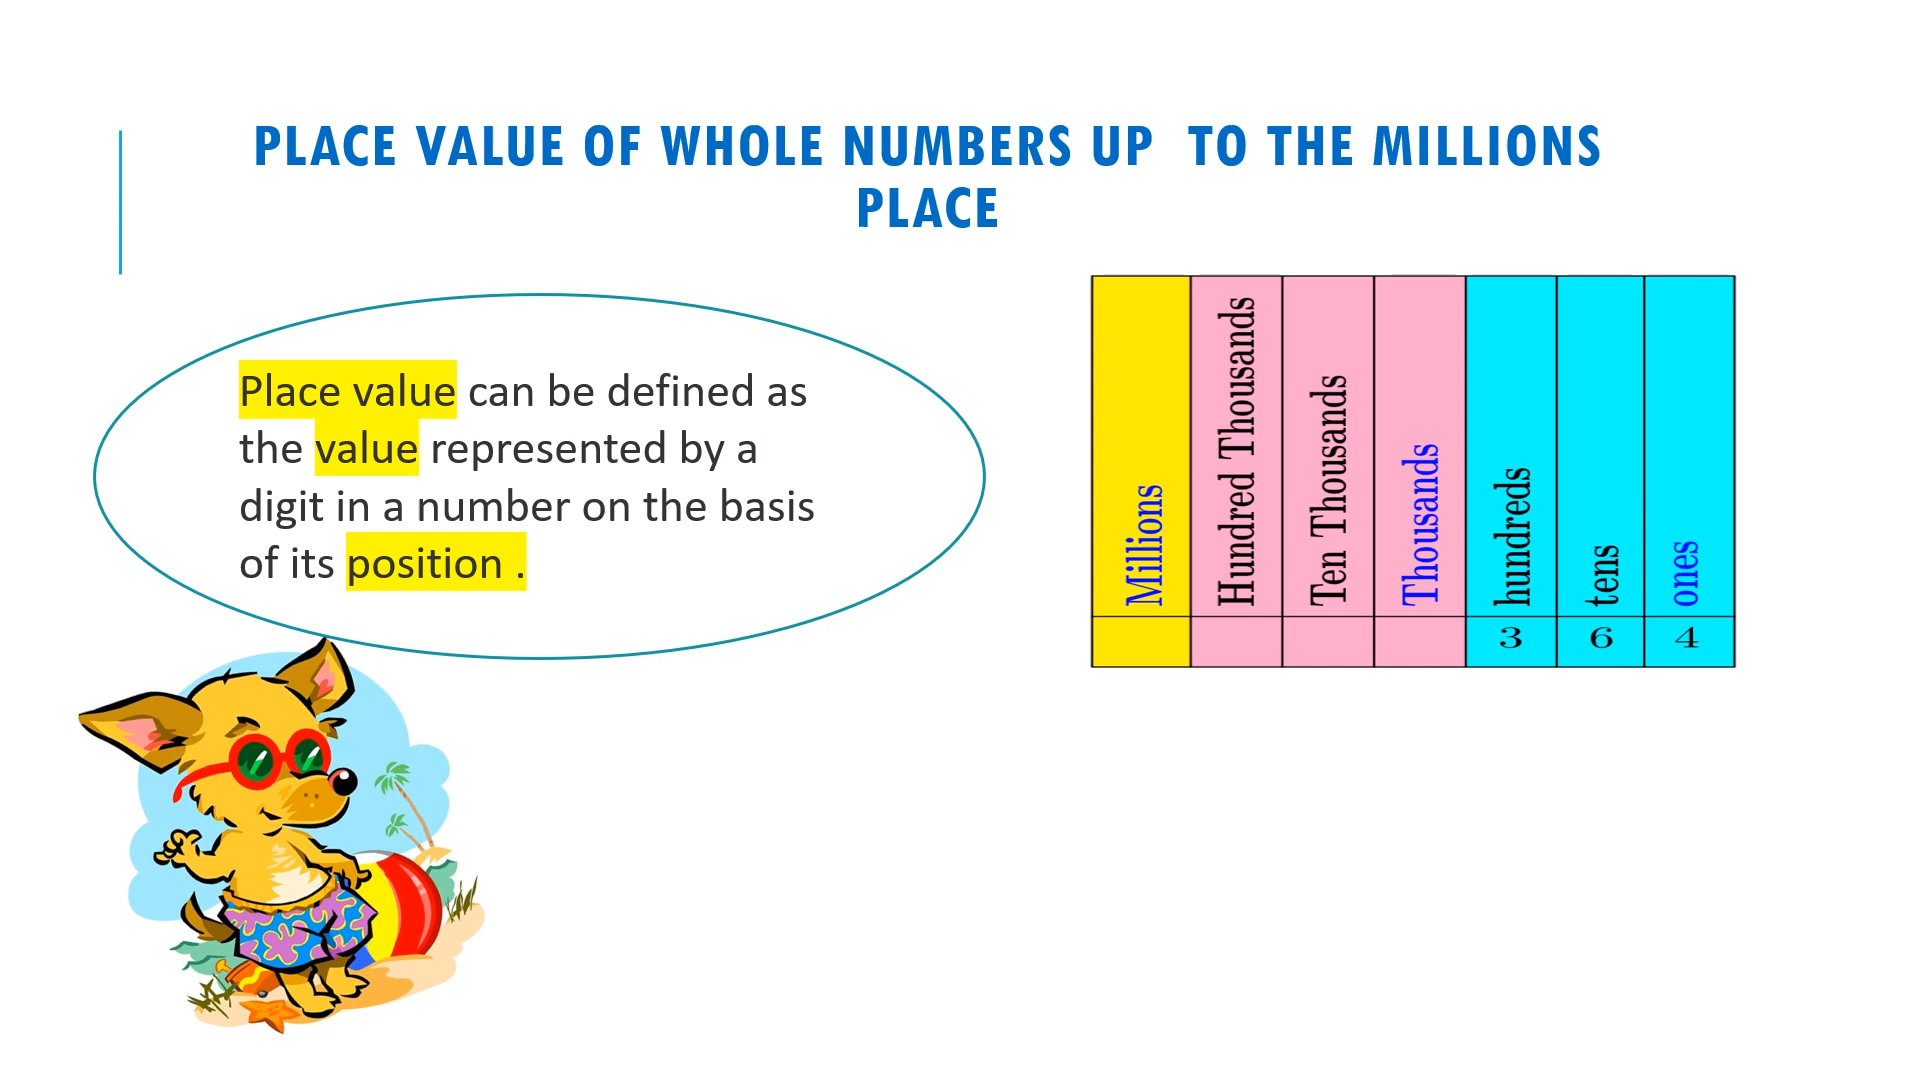 PLACE VALUE OF WHOLE NUMBERS UP  TO THE MILLIONS
PLACE
Place value can be defined as
the value represented by a
digit in a number on the basis
of its position .
Millions
Hundred Thousands
Ten Thousands
Thousands
hundreds
tens
ones
3 6 4